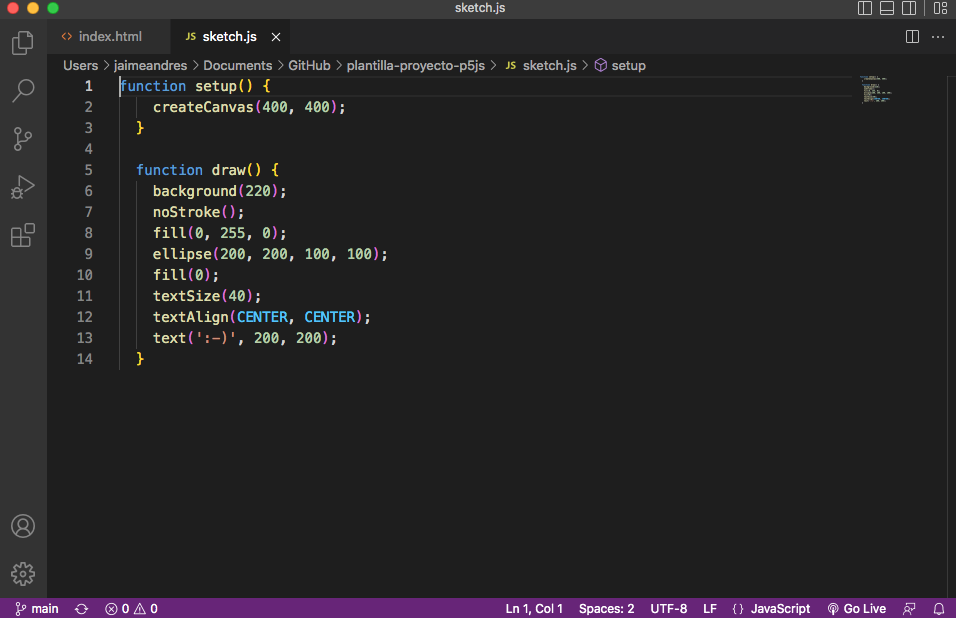 sketch.js
index.html
JS sketch.js
Users > jaimeandres > Documents > GitHub > plantilla-proyecto-p5js > JS sketch.js > setup
1 function setup() {
2     createCanvas(400, 400);
3   }
4
5   function draw() {
6     background(220);
7     noStroke();
8     fill(0, 255, 0);
9     ellipse(200, 200, 100, 100);
10     fill(0);
11     textSize(40);
12     textAlign(CENTER, CENTER);
13     text(':-)', 200, 200);
14   }
main 0 0 Ln 1, Col 1 Spaces: 2 UTF-8 LF {} JavaScript Go Live